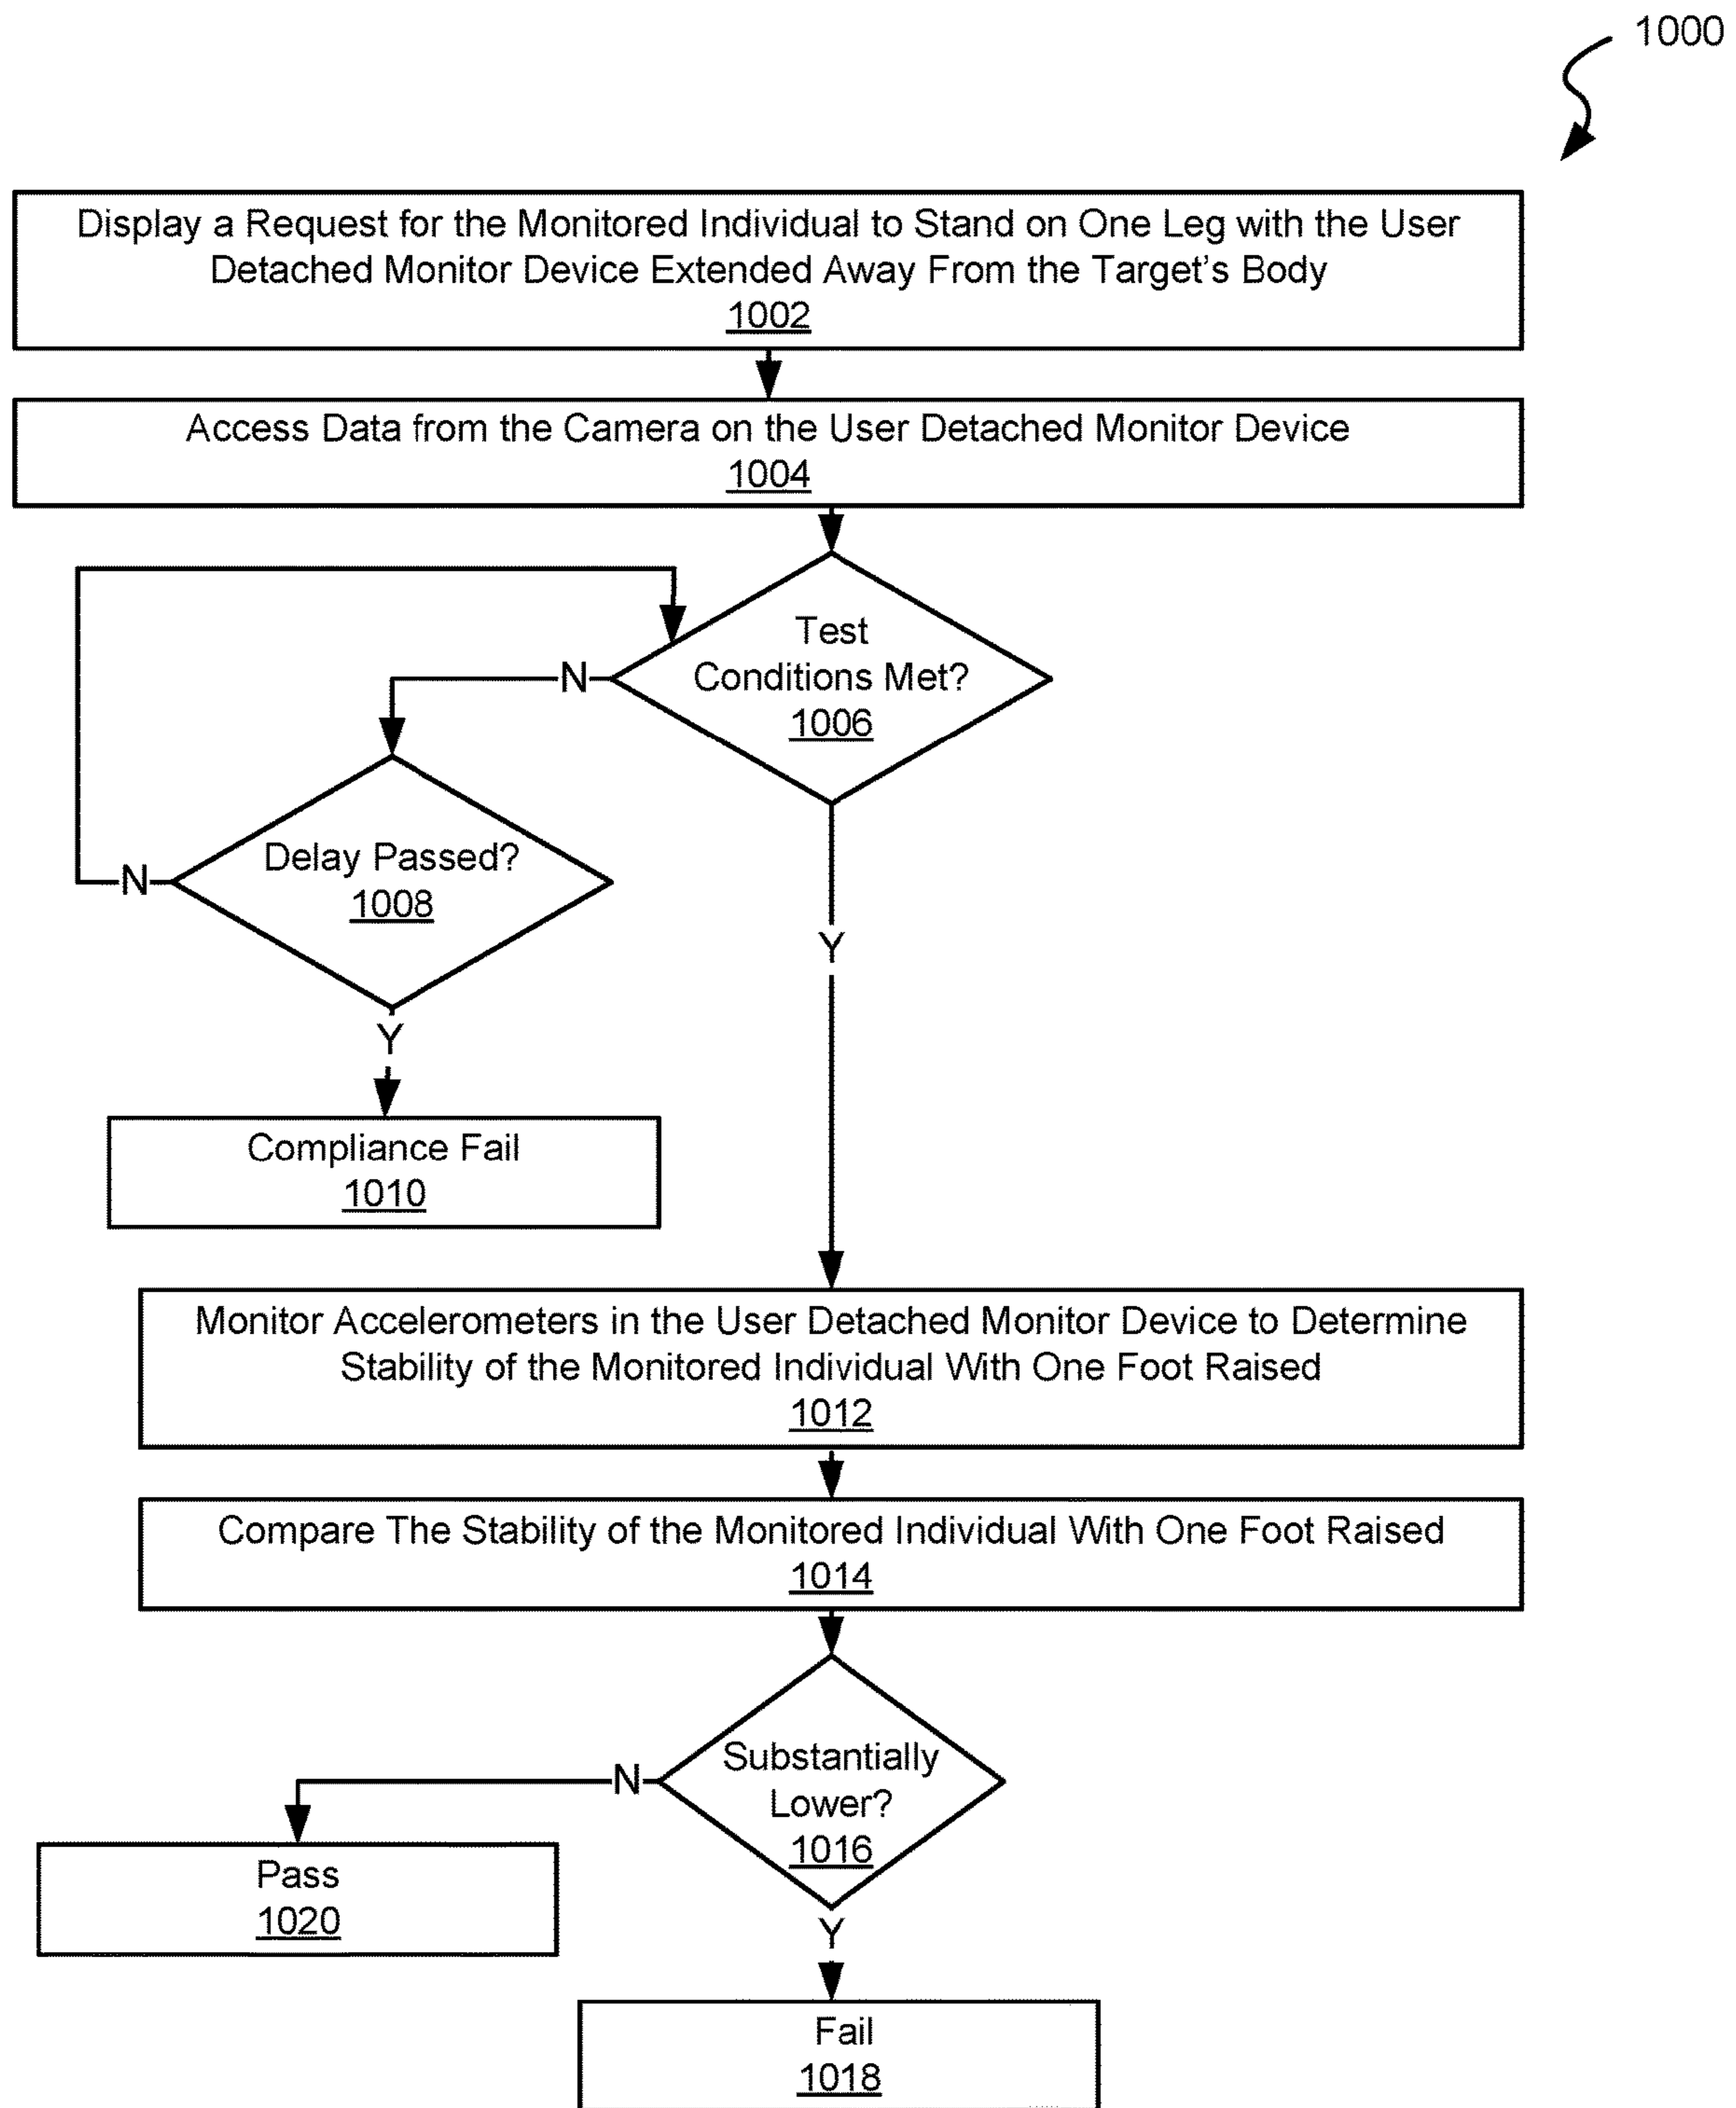 1000
Display a Request for the Monitored Individual to Stand on One Leg with the User
Detached Monitor Device Extended Away From the Target's Body
1002
Access Data from the Camera on the User Detached Monitor Device
1004
Test
Conditions Met?
1006
N
Delay Passed?
1008
N
Y
Y
Compliance Fail
1010
Monitor Accelerometers in the User Detached Monitor Device to Determine
Stability of the Monitored Individual With One Foot Raised
1012
Compare The Stability of the Monitored Individual With One Foot Raised
1014
Substantially
Lower?
1016
N
Pass
1020
Y
Fail
1018